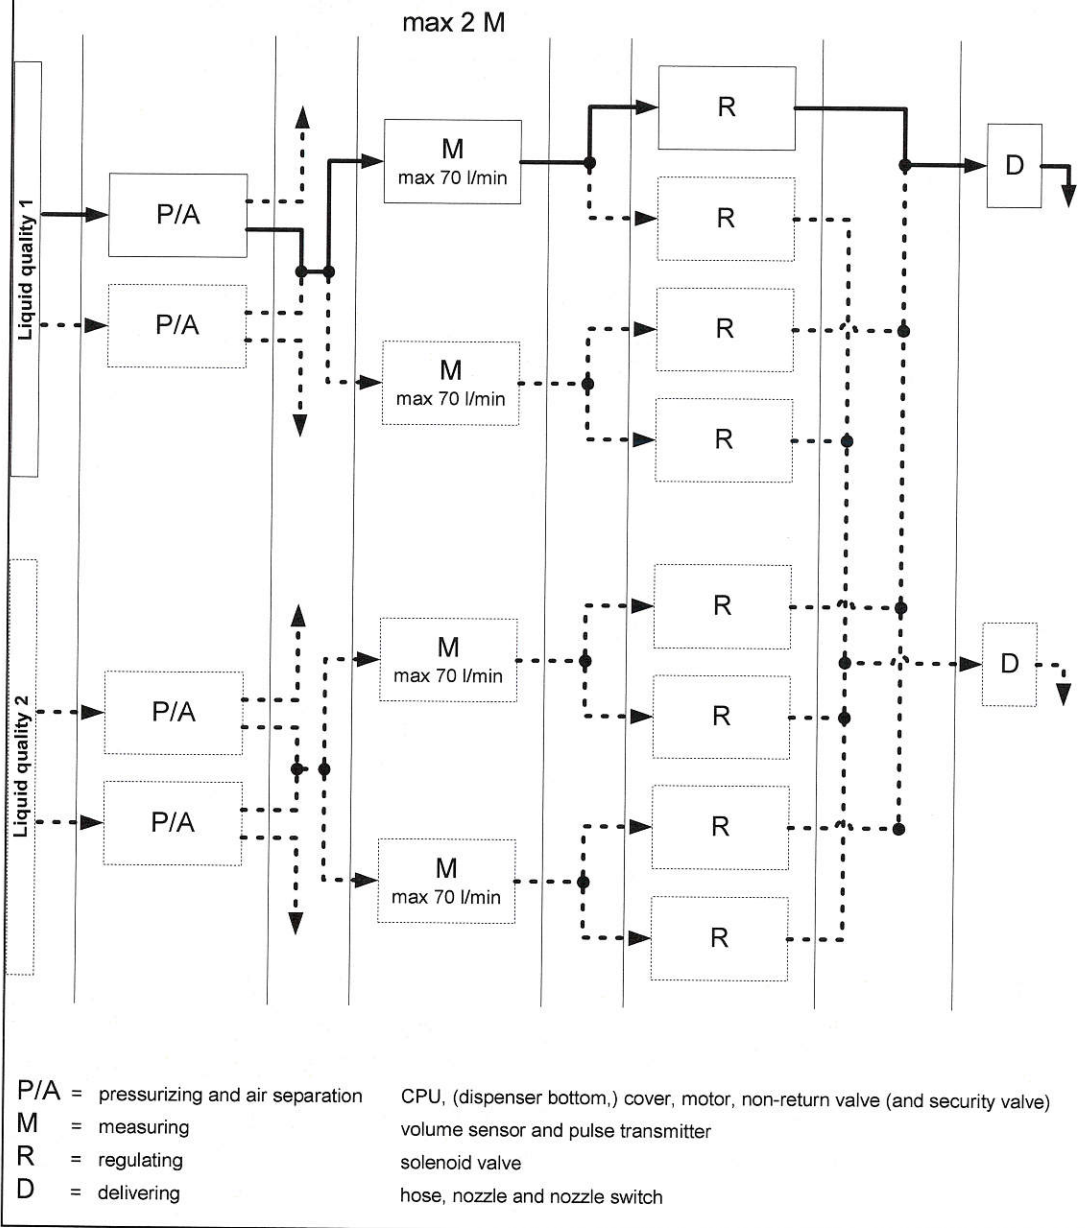 max 2 M
Liquid quality 1
P/A
P/A
M
max 70 l/min
M
max 70 l/min
R
R
R
R
D
Liquid quality 2
P/A
P/A
M
max 70 l/min
M
max 70 l/min
R
R
R
R
D
P/A = pressurizing and air separation CPU, (dispenser bottom,) cover, motor, non-return valve (and security valve)
M = measuring volume sensor and pulse transmitter
R = regulating solenoid valve
D = delivering hose, nozzle and nozzle switch